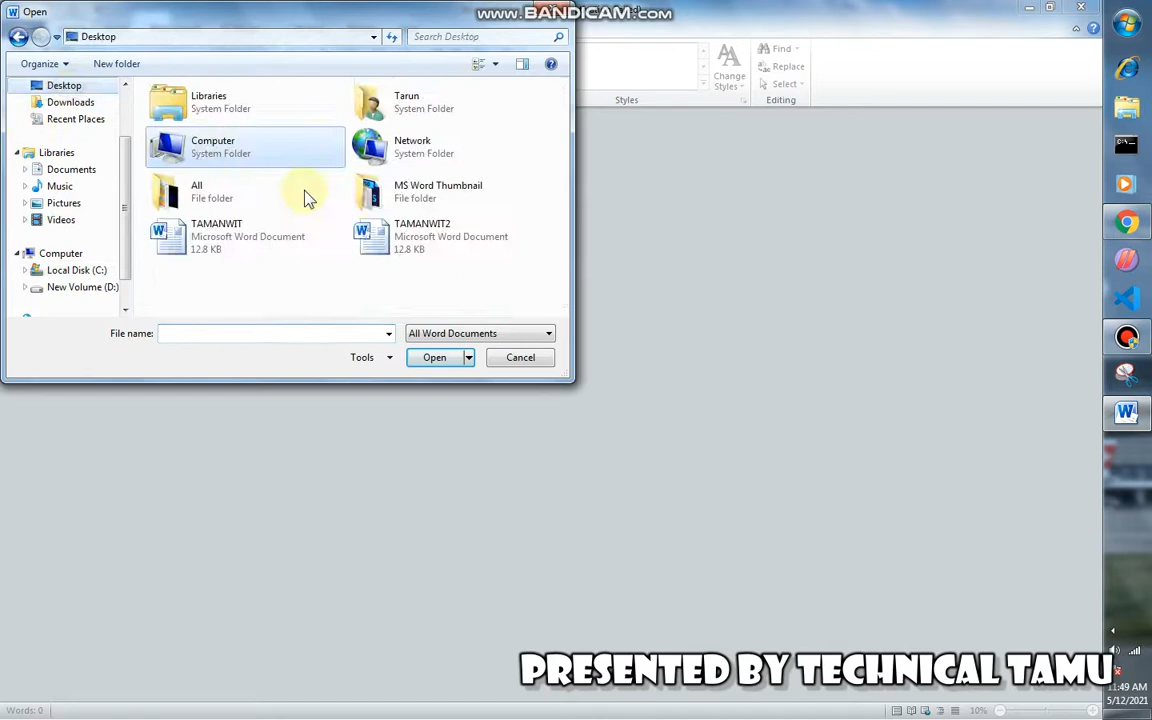 Open
www.BANDICAM.com
Desktop
Search Desktop
Organize
New folder
Desktop
Downloads
Recent Places
Libraries
Documents
Music
Pictures
Videos
Computer
Local Disk (C:)
New Volume (D:)
Libraries
System Folder
Tarun
System Folder
Computer
System Folder
Network
System Folder
All
File folder
MS Word Thumbnail
File folder
TAMANWIT
Microsoft Word Document
12.8 KB
TAMANWIT2
Microsoft Word Document
12.8 KB
File name:
All Word Documents
Tools
Open
Cancel
Change
Styles
Styles
Find
Replace
Select
Editing
PRESENTED BY TECHNICAL TAMU
Words: 0
10%
11:49 AM
5/12/2021